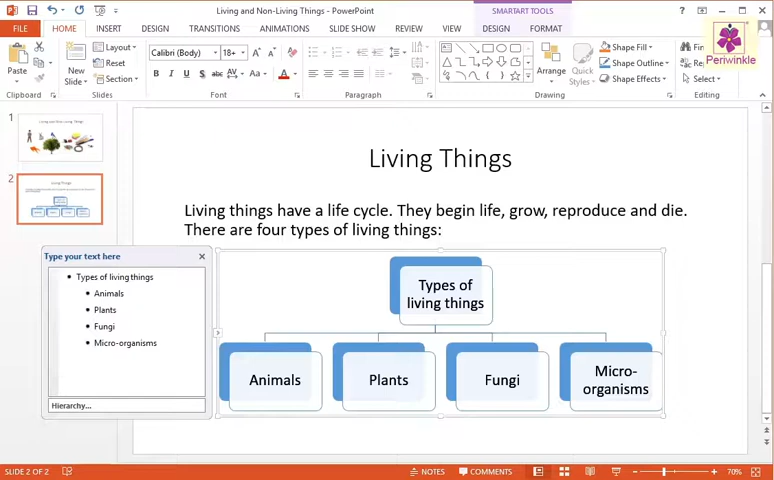 Living and Non-Living Things - PowerPoint
SMARTART TOOLS
FILE HOME INSERT DESIGN TRANSITIONS ANIMATIONS SLIDE SHOW REVIEW VIEW DESIGN FORMAT
Periwinkle
Paste
New Slide
Layout
Reset
Section
Calibri (Body) 18+
B I U S abc AV Aa A
Arrange
Quick Styles
Shape Fill
Shape Outline
Shape Effects
Select
Clipboard Slides Font Paragraph Drawing Editing
1
2
Living Things
Living things have a life cycle. They begin life, grow, reproduce and die.
There are four types of living things:
Type your text here
Types of living things
Animals
Plants
Fungi
Micro-organisms
Hierarchy...
Types of
living things
Animals
Plants
Fungi
Micro-
organisms
SLIDE 2 OF 2 NOTES COMMENTS 70%